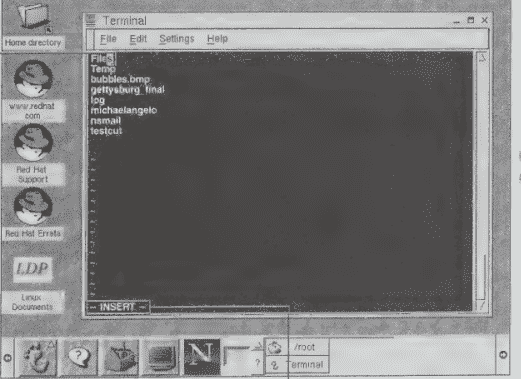 Terminal
File Edit Settings Help
Home directory
www.redhat
com
Red Hat
Support
Red Hat Errata
LDP
Linux
Documents
Files
Temp
bubbles.bmp
gettysburg_final
lpg
michaelangelo
nsmail
testcut
-- INSERT --
N
/root
Terminal